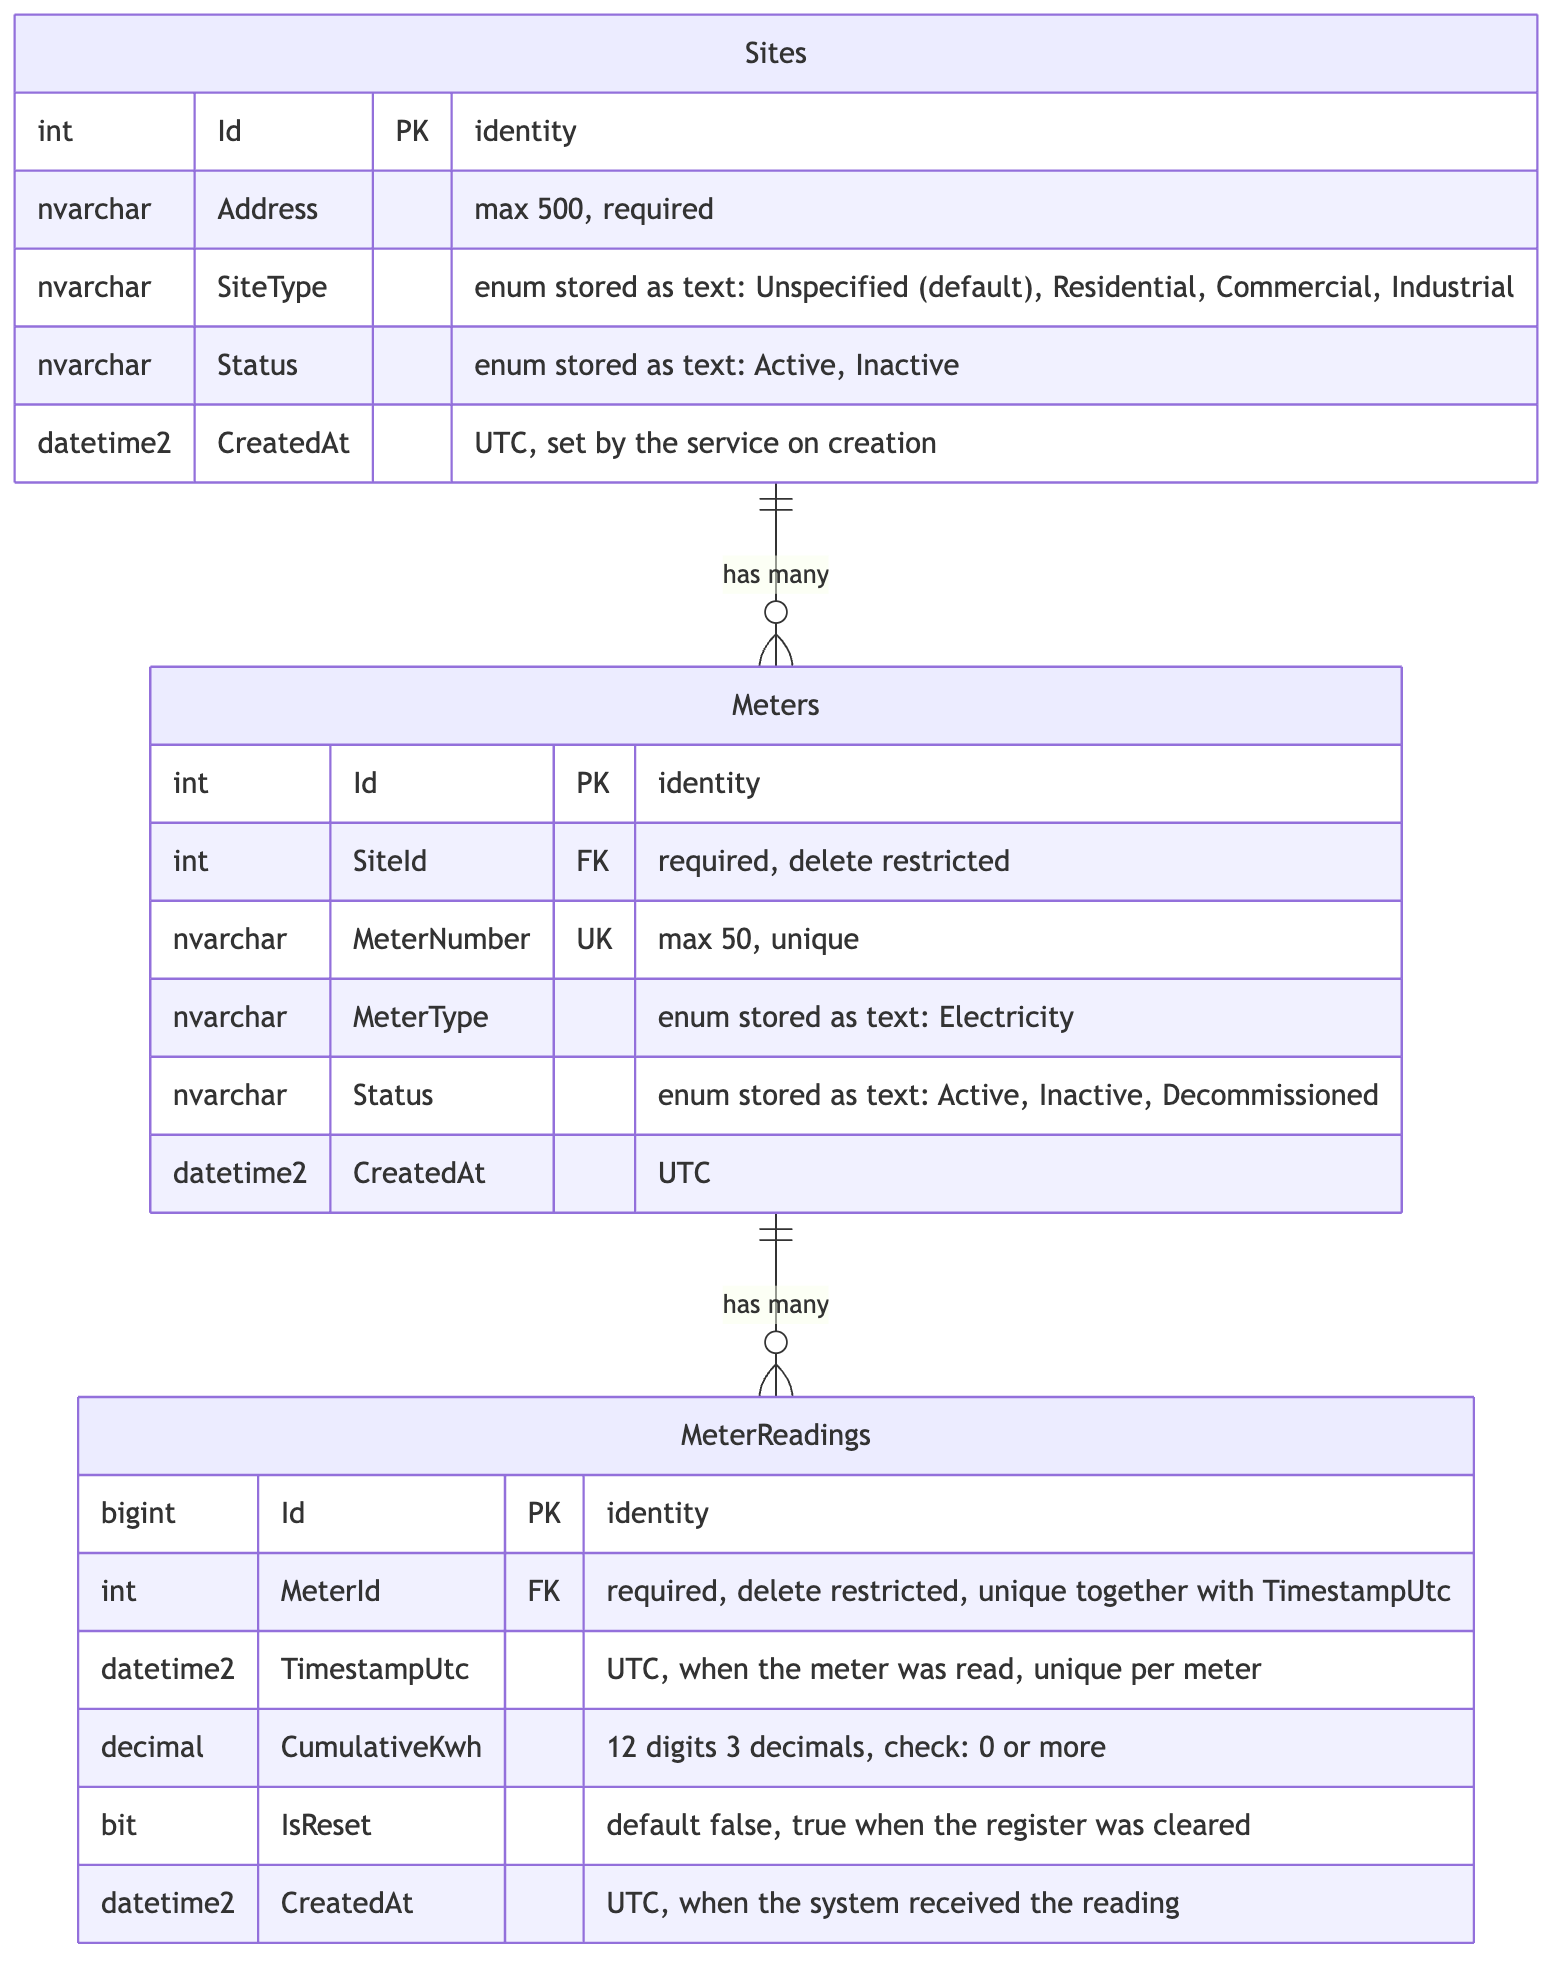 Sites
int Id PK identity
nvarchar Address max 500, required
nvarchar SiteType enum stored as text: Unspecified (default), Residential, Commercial, Industrial
nvarchar Status enum stored as text: Active, Inactive
datetime2 CreatedAt UTC, set by the service on creation
has many
Meters
int Id PK identity
int SiteId FK required, delete restricted
nvarchar MeterNumber UK max 50, unique
nvarchar MeterType enum stored as text: Electricity
nvarchar Status enum stored as text: Active, Inactive, Decommissioned
datetime2 CreatedAt UTC
has many
MeterReadings
bigint Id PK identity
int MeterId FK required, delete restricted, unique together with TimestampUtc
datetime2 TimestampUtc UTC, when the meter was read, unique per meter
decimal CumulativeKwh 12 digits 3 decimals, check: 0 or more
bit IsReset default false, true when the register was cleared
datetime2 CreatedAt UTC, when the system received the reading